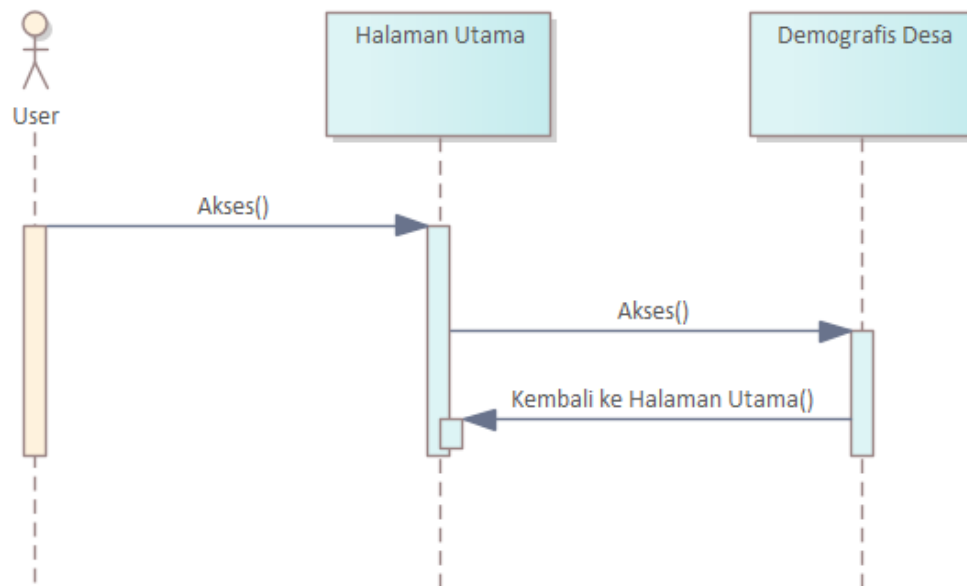 Halaman Utama
Demografis Desa
User
Akses()
Akses()
Kembali ke Halaman Utama()